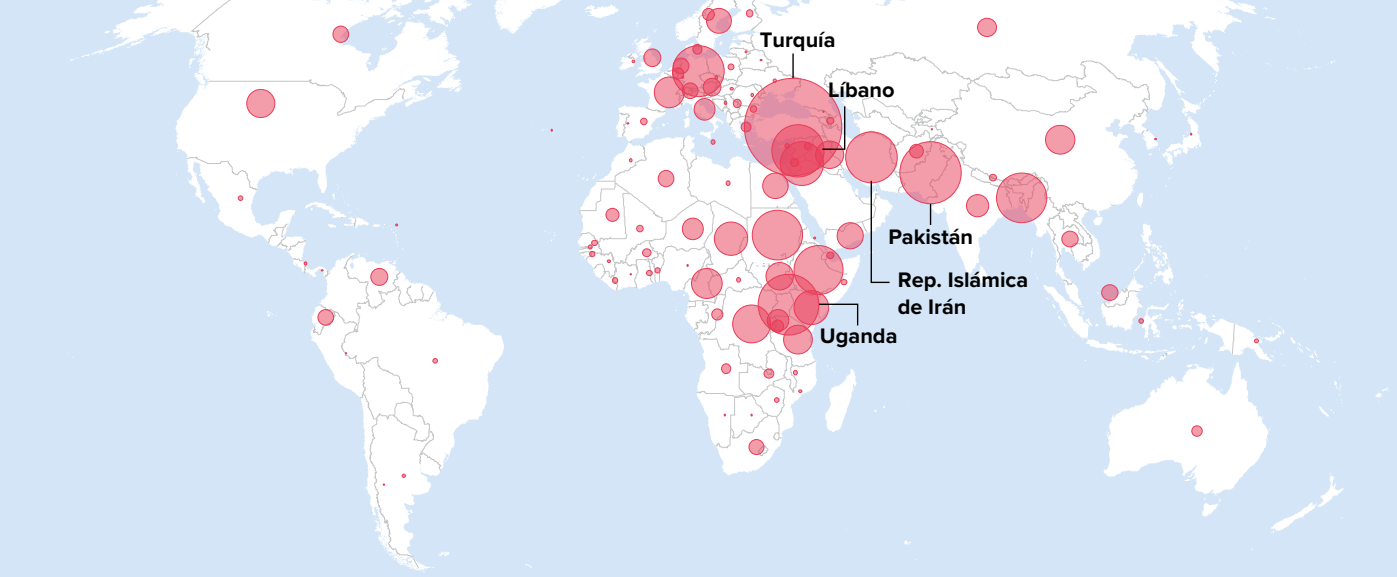 Turquía
Líbano
Pakistán
Rep. Islámica
de Irán
Uganda